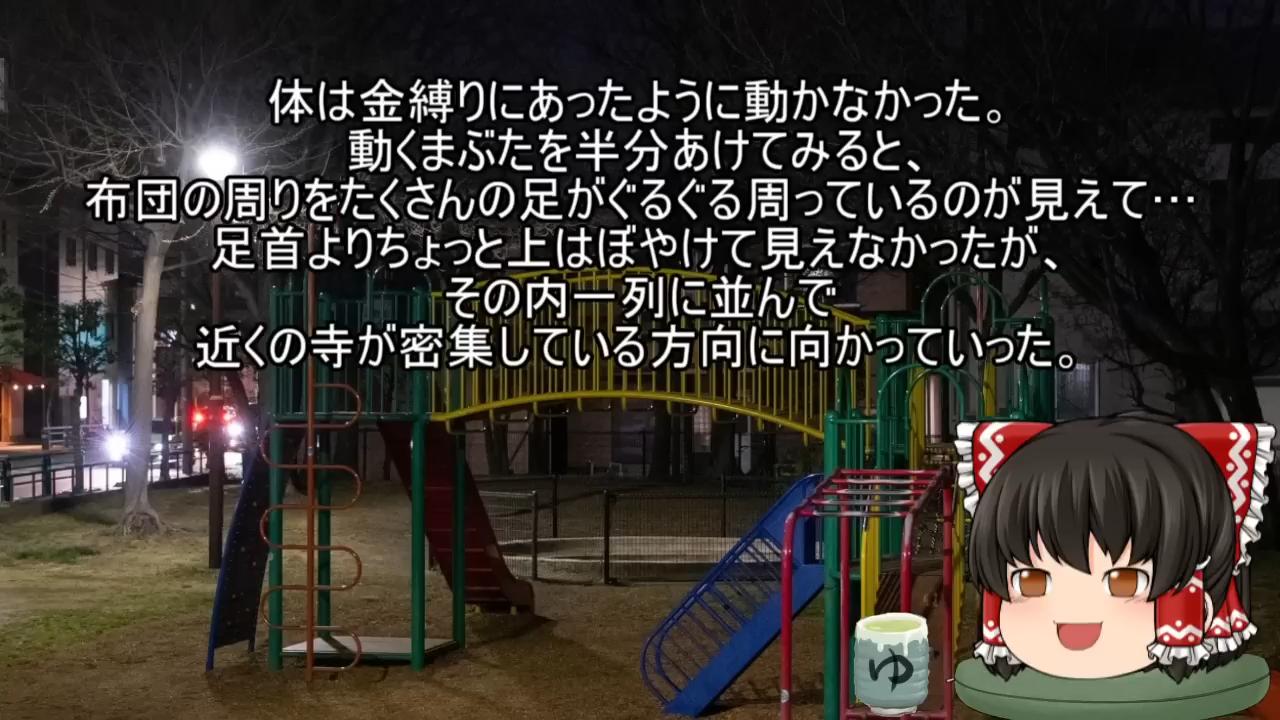 体は金縛りにあったように動かなかった。
動くまぶたを半分あけてみると、
布団の周りをたくさんの足がぐるぐる周っているのが見えて…
足首よりちょっと上はぼやけて見えなかったが、
その内一列に並んで
近くの寺が密集している方向に向かっていった。
ゆ